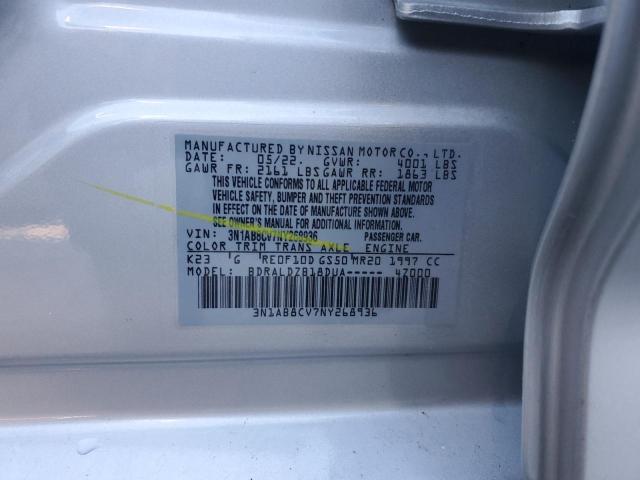 MANUFACTURED BY NISSAN MOTOR CO., LTD.
DATE: 05/22. GVWR: 4001 LBS
GAWR FR: 2161 LBS GAWR RR: 1863 LBS
THIS VEHICLE CONFORMS TO ALL APPLICABLE FEDERAL MOTOR
VEHICLE SAFETY, BUMPER AND THEFT PREVENTION STANDARDS
IN EFFECT ON THE DATE OF MANUFACTURE SHOWN ABOVE.
SEE OWNER'S MANUAL FOR ADDITIONAL INFORMATION
VIN: 3N1AB8CV7NY268936 PASSENGER CAR.
COLOR TRIM TRANS AXLE ENGINE
K23 G RE0F10D GS50 MR20 1997 CC
MODEL: BDRALDZB18DUA----- 47000
3N1AB8CV7NY268936